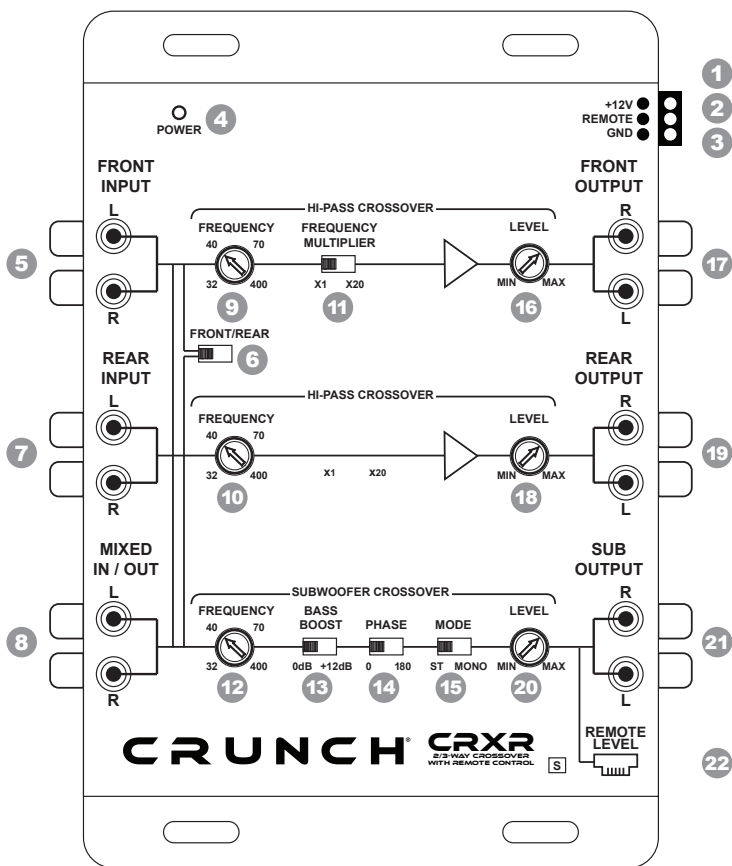 1
+12V
2
REMOTE
GND
3
POWER
4
FRONT
INPUT
L
R
5
HI-PASS CROSSOVER
FREQUENCY
40 70
32 400
9
FREQUENCY
MULTIPLIER
X1 X20
11
LEVEL
MIN MAX
16
FRONT
OUTPUT
R
L
17
FRONT/REAR
6
REAR
INPUT
L
R
7
HI-PASS CROSSOVER
FREQUENCY
40 70
32 400
10
X1 X20
LEVEL
MIN MAX
18
REAR
OUTPUT
R
L
19
MIXED
IN / OUT
L
R
8
SUBWOOFER CROSSOVER
FREQUENCY
40 70
32 400
12
BASS
BOOST
0dB +12dB
13
PHASE
0 180
14
MODE
ST MONO
15
LEVEL
MIN MAX
20
SUB
OUTPUT
R
L
21
REMOTE
LEVEL
22
CRUNCH®
CRXR
2/3-WAY CROSSOVER
WITH REMOTE CONTROL
S